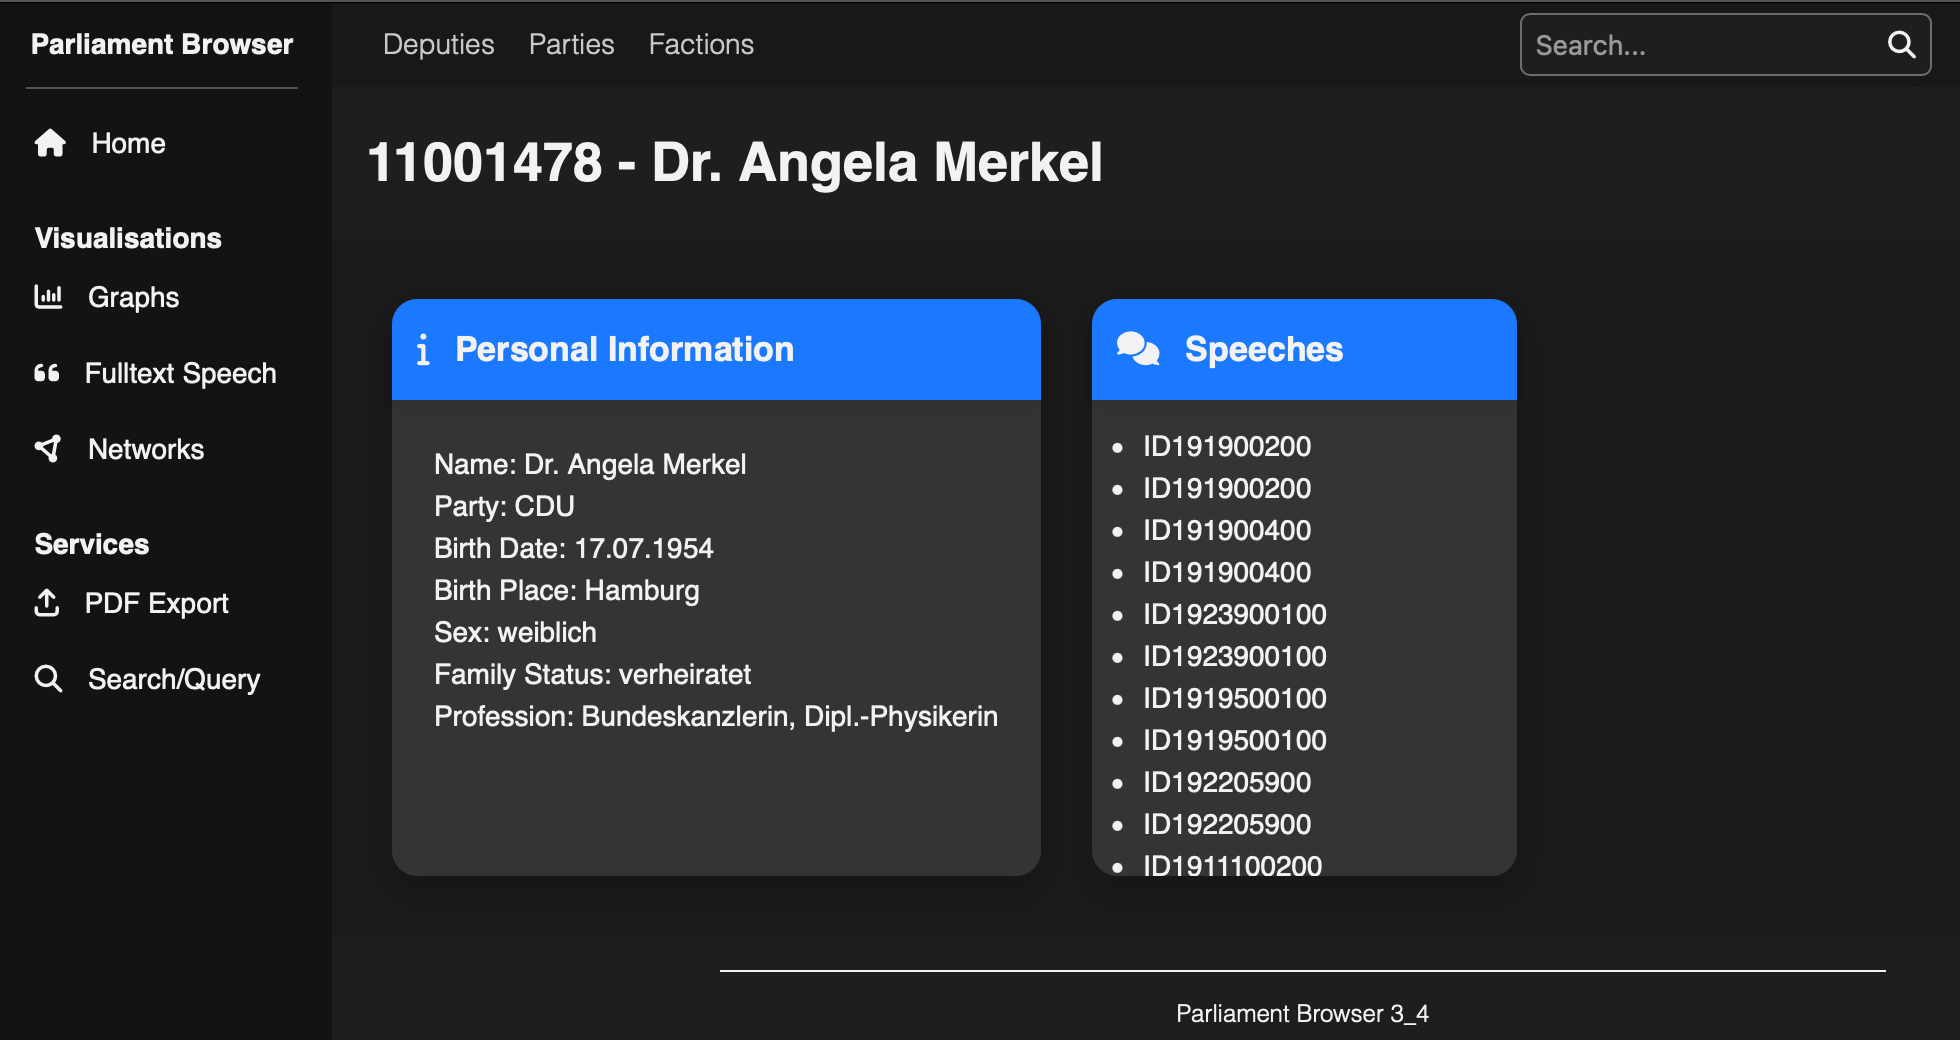 Parliament Browser
Deputies Parties Factions
Search...
Home
Visualisations
Graphs
Fulltext Speech
Networks
Services
PDF Export
Search/Query
11001478 - Dr. Angela Merkel
Personal Information
Name: Dr. Angela Merkel
Party: CDU
Birth Date: 17.07.1954
Birth Place: Hamburg
Sex: weiblich
Family Status: verheiratet
Profession: Bundeskanzlerin, Dipl.-Physikerin
Speeches
ID191900200
ID191900200
ID191900400
ID191900400
ID1923900100
ID1923900100
ID1919500100
ID1919500100
ID192205900
ID192205900
ID1911100200
Parliament Browser 3_4